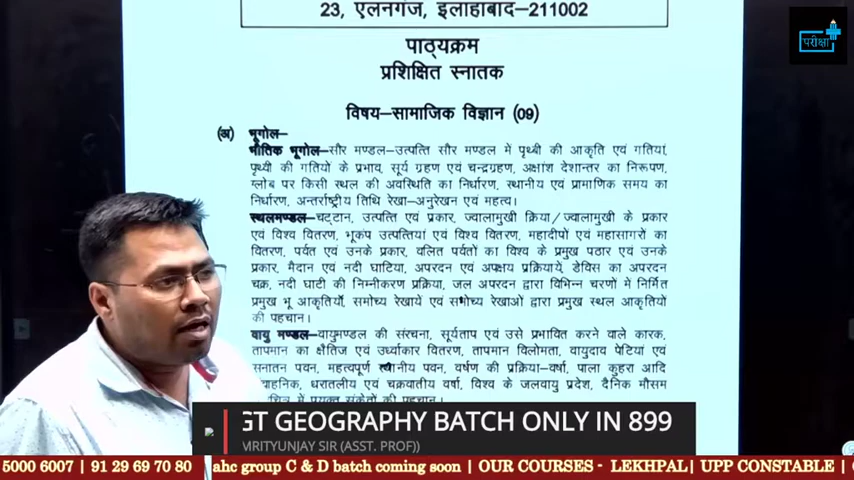 23, एलनगंज, इलाहाबाद-211002
परीक्षा
पाठ्यक्रम
प्रशिक्षित स्नातक
विषय-सामाजिक विज्ञान (09)
(अ) भूगोल-
भौतिक भूगोल-सौर मण्डल-उत्पत्ति सौर मण्डल में पृथ्वी की आकृति एवं गतियां,
पृथ्वी की गतियों के प्रभाव, सूर्य ग्रहण एवं चन्द्रग्रहण, अक्षांश देशान्तर का निरूपण,
ग्लोब पर किसी स्थल की अवस्थिति का निर्धारण, स्थानीय एवं प्रामाणिक समय का
निर्धारण, अन्तर्राष्ट्रीय तिथि रेखा-अनुरेखन एवं महत्व।
स्थलमण्डल-चट्टान, उत्पत्ति एवं प्रकार, ज्वालामुखी क्रिया/ज्वालामुखी के प्रकार
एवं विश्व वितरण, भूकंप उत्पत्तियां एवं विश्व वितरण, महादीपों एवं महासागरों का
वितरण, पर्वत एवं उनके प्रकार, वलित पर्वतों का विश्व के प्रमुख पठार एवं उनके
प्रकार, मैदान एवं नदी घाटिया, अपरदन एवं अपक्षय प्रक्रियायें, डेविस का अपरदन
चक्र, नदी घाटी की निम्नीकरण प्रक्रिया, जल अपरदन द्वारा विभिन्न चरणों में निर्मित
प्रमुख भू आकृतियाँ, समोच्य रेखायें एवं समोच्य रेखाओं द्वारा प्रमुख स्थल आकृतियों
की पहचान।
वायु मण्डल-वायुमण्डल की संरचना, सूर्यताप एवं उसे प्रभावित करने वाले कारक,
तापमान का क्षैतिज एवं उर्ध्वाकार वितरण, तापमान विलोमता, वायुदाव पेटियां एवं
सनातन पवन, महत्वपूर्ण स्थानीय पवन, वर्षण की प्रक्रिया-वर्षा, पाला कुहरा आदि
धरातलीय एवं चक्रवातीय वर्षा, विश्व के जलवायु प्रदेश, दैनिक मौसम
में प्रयुक्त संकेतों की पहचान।
GT GEOGRAPHY BATCH ONLY IN 899
MRITYUNJAY SIR (ASST. PROF))
5000 6007 | 91 29 69 70 80 ahc group C & D batch coming soon | OUR COURSES - LEKHPAL| UPP CONSTABLE |